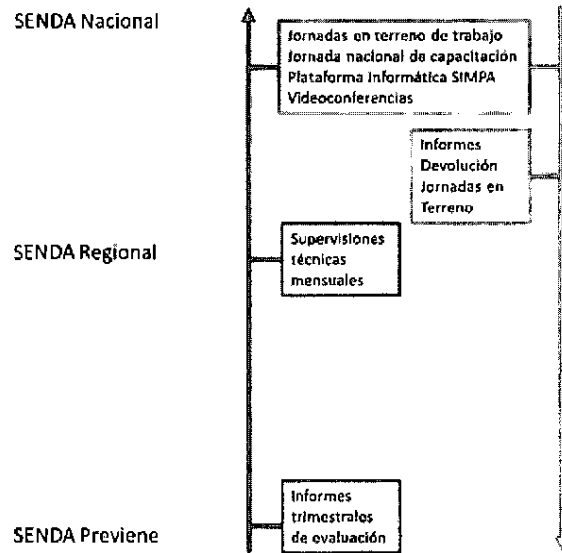 SENDA Nacional
Jornadas en terreno de trabajo
Jornada nacional de capacitación
Plataforma Informática SIMPA
Videoconferencias
Informes
Devolución
Jornadas en
Terreno
SENDA Regional
Supervisiones
técnicas
mensuales
SENDA Previene
Informes
trimestrales
de evaluación